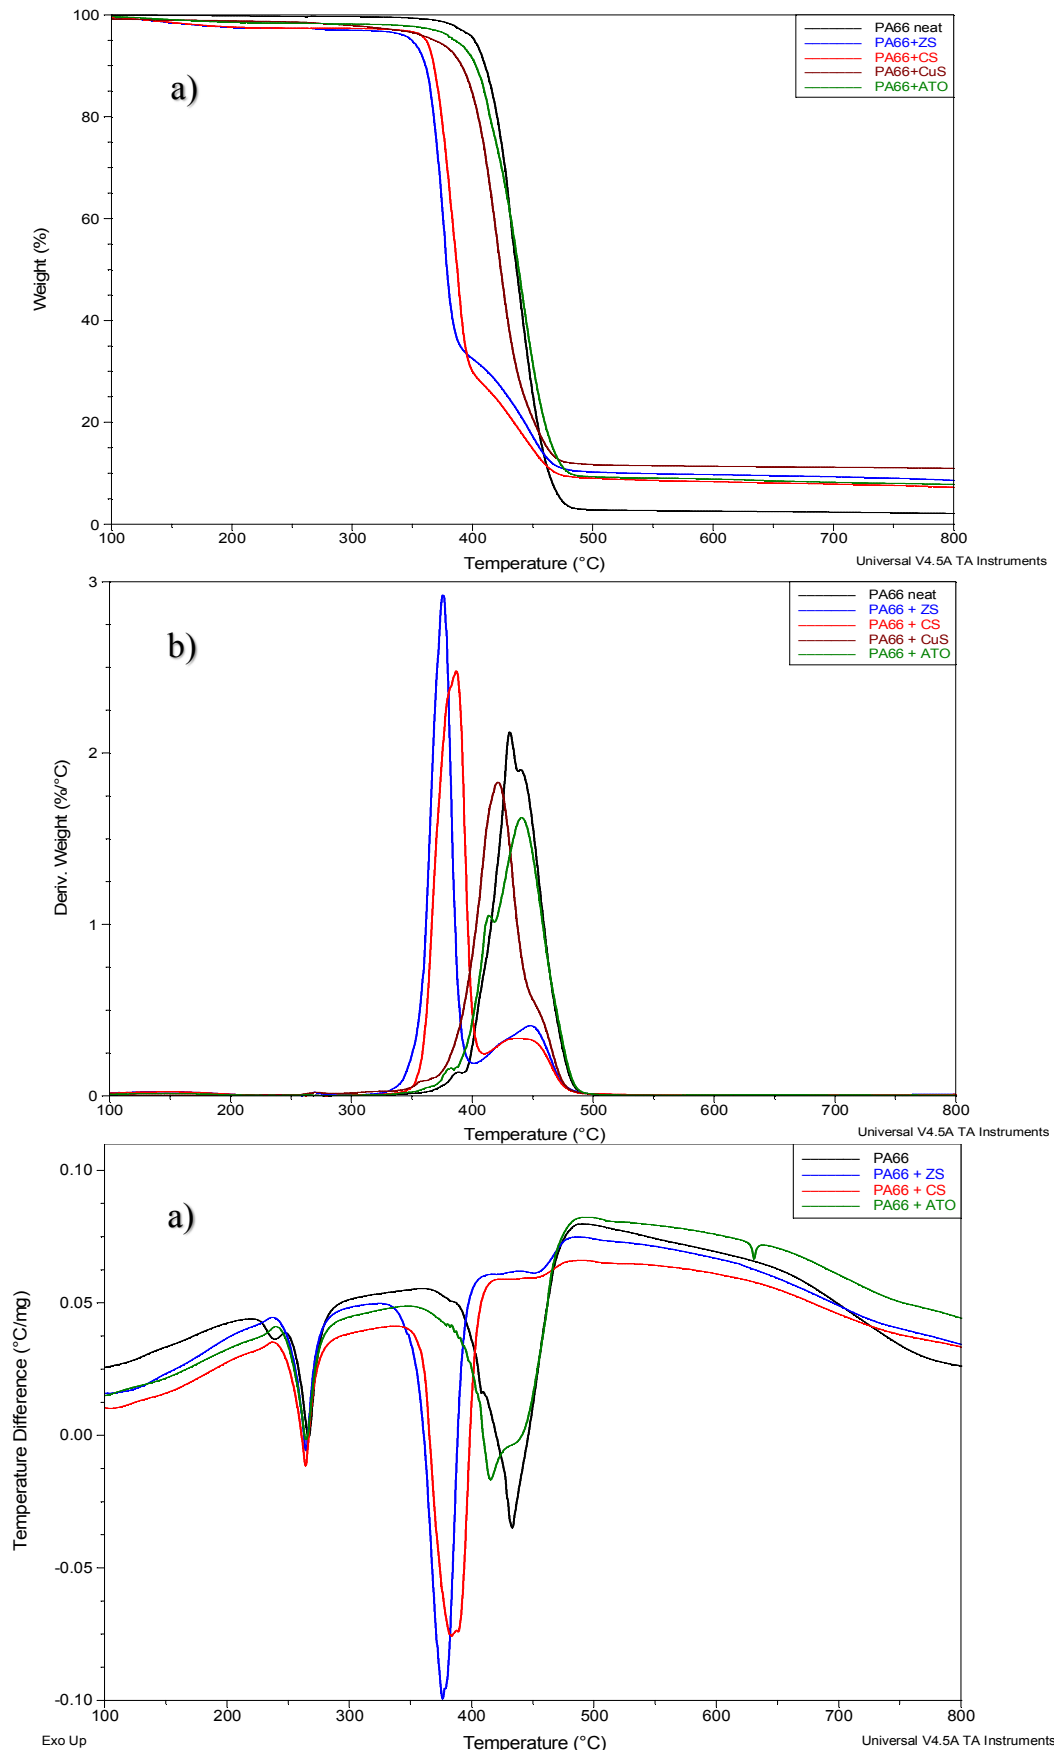 100
80
60
40
20
0
Weight (%)
a)
PA66 neat
PA66+ZS
PA66+CS
PA66+CuS
PA66+ATO
100 200 300 400 500 600 700 800
Temperature (°C)
Universal V4.5A TA Instruments
3
2
1
0
Deriv. Weight (%/°C)
b)
PA66 neat
PA66 + ZS
PA66 + CS
PA66 + CuS
PA66 + ATO
100 200 300 400 500 600 700 800
Temperature (°C)
Universal V4.5A TA Instruments
0.10
0.05
0.00
-0.05
-0.10
Temperature Difference (°C/mg)
a)
PA66
PA66 + ZS
PA66 + CS
PA66 + ATO
100 200 300 400 500 600 700 800
Exo Up
Temperature (°C)
Universal V4.5A TA Instruments